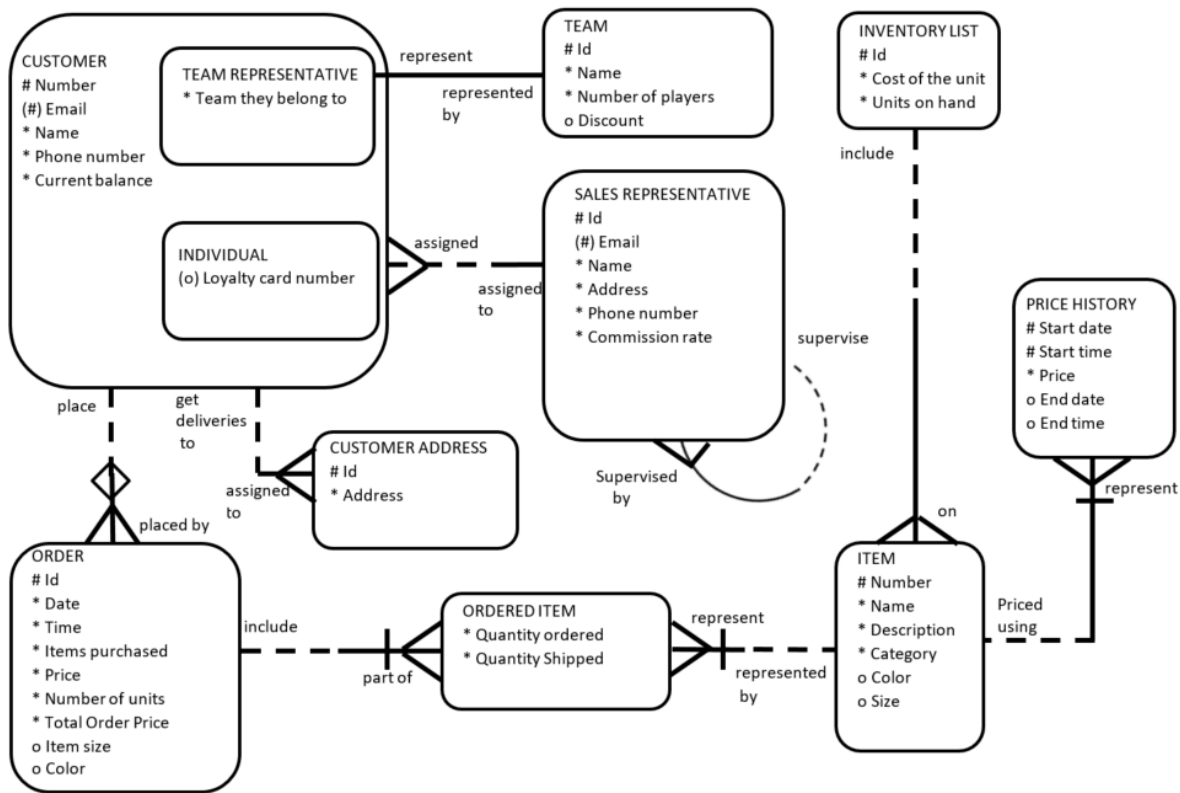 CUSTOMER
# Number
(#) Email
* Name
* Phone number
* Current balance
TEAM REPRESENTATIVE
* Team they belong to
INDIVIDUAL
(o) Loyalty card number
represent
represented
by
TEAM
# Id
* Name
* Number of players
o Discount
INVENTORY LIST
# Id
* Cost of the unit
* Units on hand
include
assigned
assigned
to
SALES REPRESENTATIVE
# Id
(#) Email
* Name
* Address
* Phone number
* Commission rate
supervise
Supervised
by
PRICE HISTORY
# Start date
# Start time
* Price
o End date
o End time
represent
place
get
deliveries
to
assigned
to
CUSTOMER ADDRESS
# Id
* Address
placed by
on
ORDER
# Id
* Date
* Time
* Items purchased
* Price
* Number of units
* Total Order Price
o Item size
o Color
include
part of
ORDERED ITEM
* Quantity ordered
* Quantity Shipped
represent
represented
by
ITEM
# Number
* Name
* Description
* Category
o Color
o Size
Priced
using